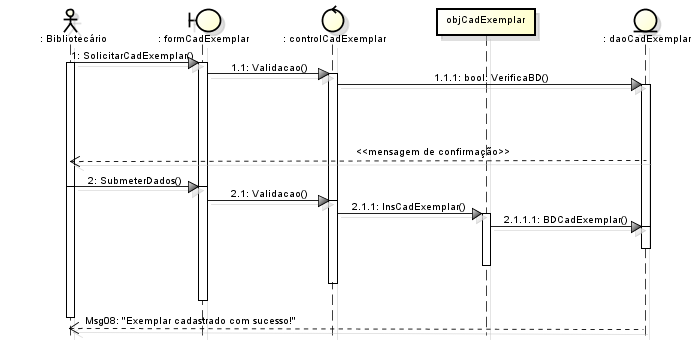 objCadExemplar
: Bibliotecário
: formCadExemplar
: controlCadExemplar
: daoCadExemplar
1: SolicitarCadExemplar()
1.1: Validacao()
1.1.1: bool: VerificaBD()
<<mensagem de confirmação>>
2: SubmeterDados()
2.1: Validacao()
2.1.1: InsCadExemplar()
2.1.1.1: BDCadExemplar()
Msg08: "Exemplar cadastrado com sucesso!"